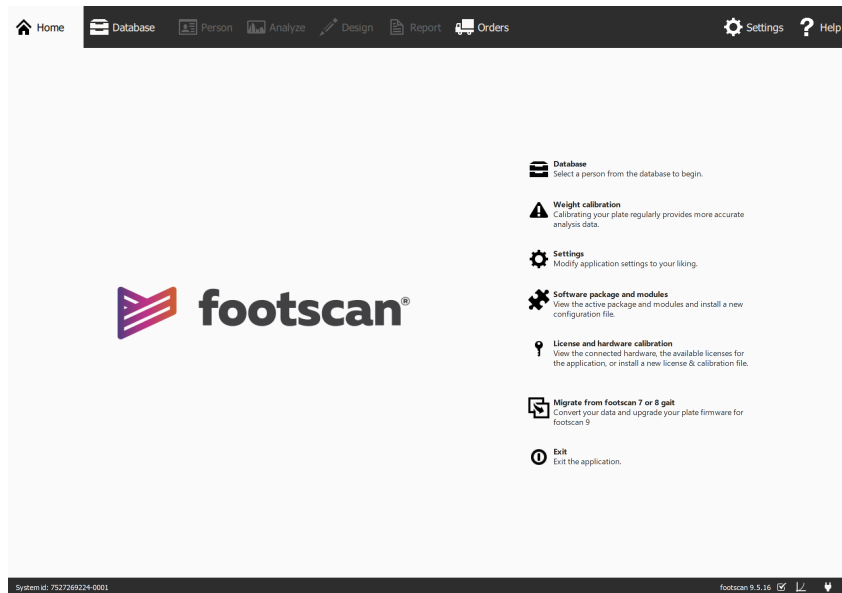 Home Database Person Analyze Design Report Orders Settings Help
Database
Select a person from the database to begin.
Weight calibration
Calibrating your plate regularly provides more accurate
analysis data.
Settings
Modify application settings to your liking.
footscan®
Software package and modules
View the active package and modules and install a new
configuration file.
License and hardware calibration
View the connected hardware, the available licenses for
the application, or install a new license & calibration file.
Migrate from footscan 7 or 8 gait
Convert your data and upgrade your plate firmware for
footscan 9
Exit
Exit the application.
System id: 7527269224-0001 footscan 9.5.16